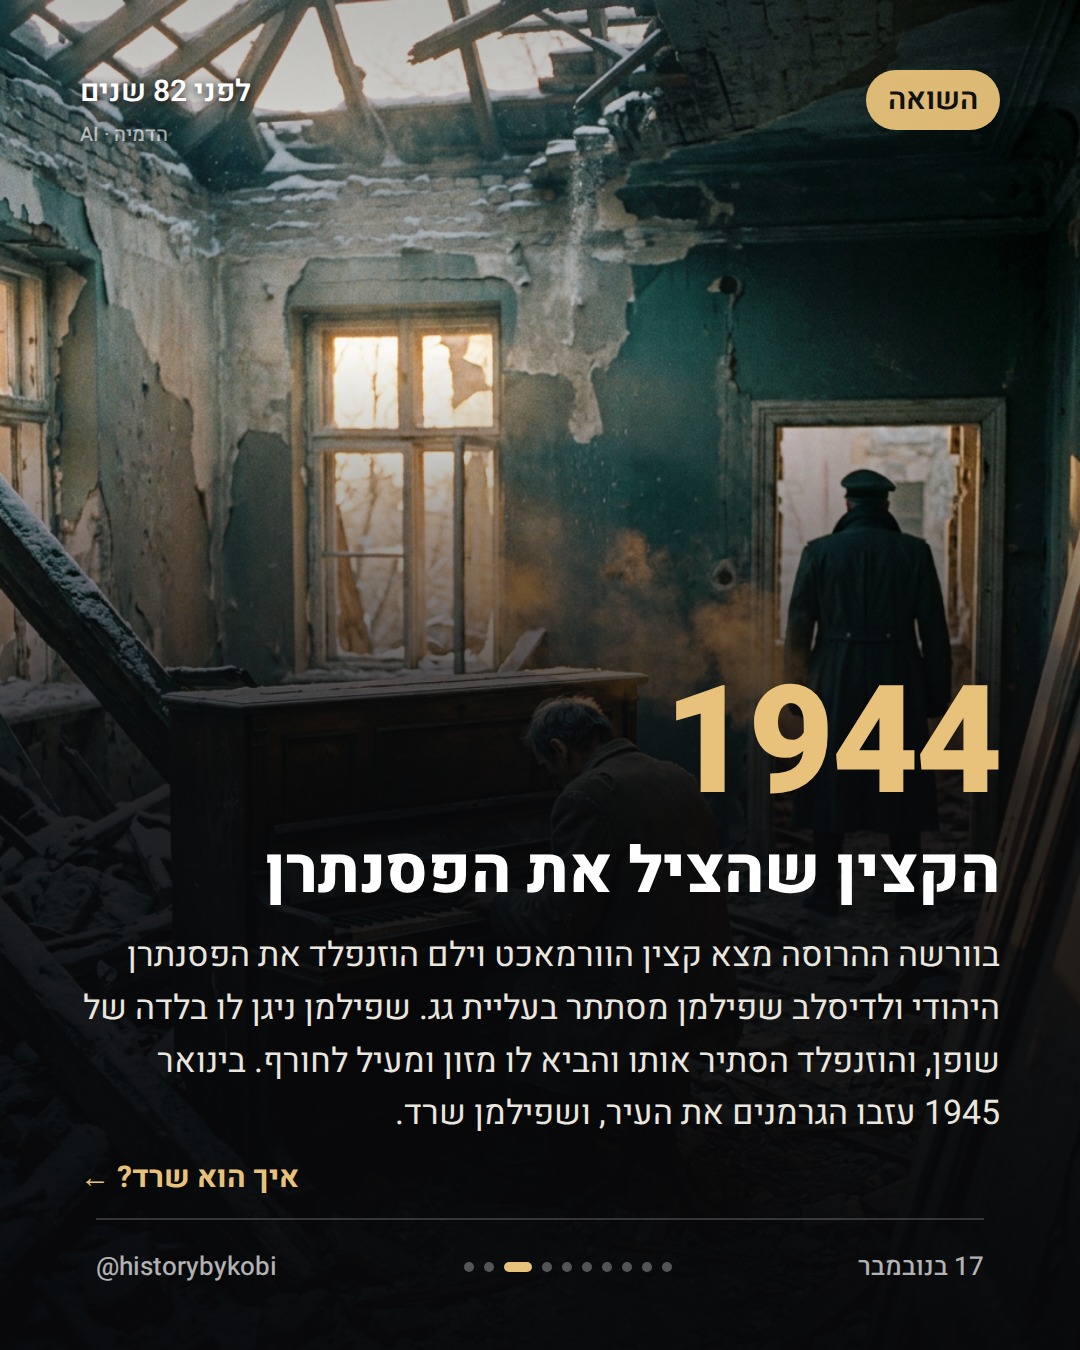 השואה
לפני 82 שנים
הדמיה · AI
1944
הקצין שהציל את הפסנתרן
בוורשה ההרוסה מצא קצין הוורמאכט וילם הוזנפלד את הפסנתרן
היהודי ולדיסלב שפילמן מסתתר בעליית גג. שפילמן ניגן לו בלדה של
שופן, והוזנפלד הסתיר אותו והביא לו מזון ומעיל לחורף. בינואר
1945 עזבו הגרמנים את העיר, ושפילמן שרד.
איך הוא שרד? ←
17 בנובמבר
@historybykobi